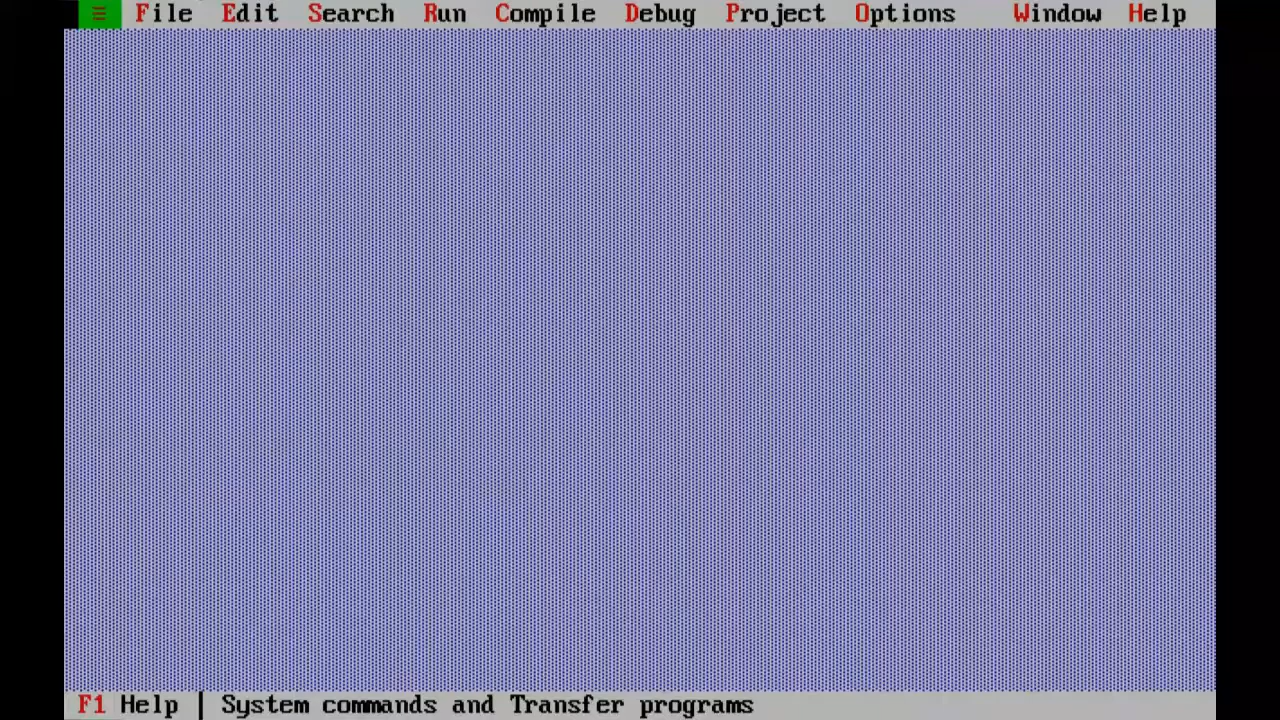 ≡ File Edit Search Run Compile Debug Project Options Window Help
F1 Help | System commands and Transfer programs